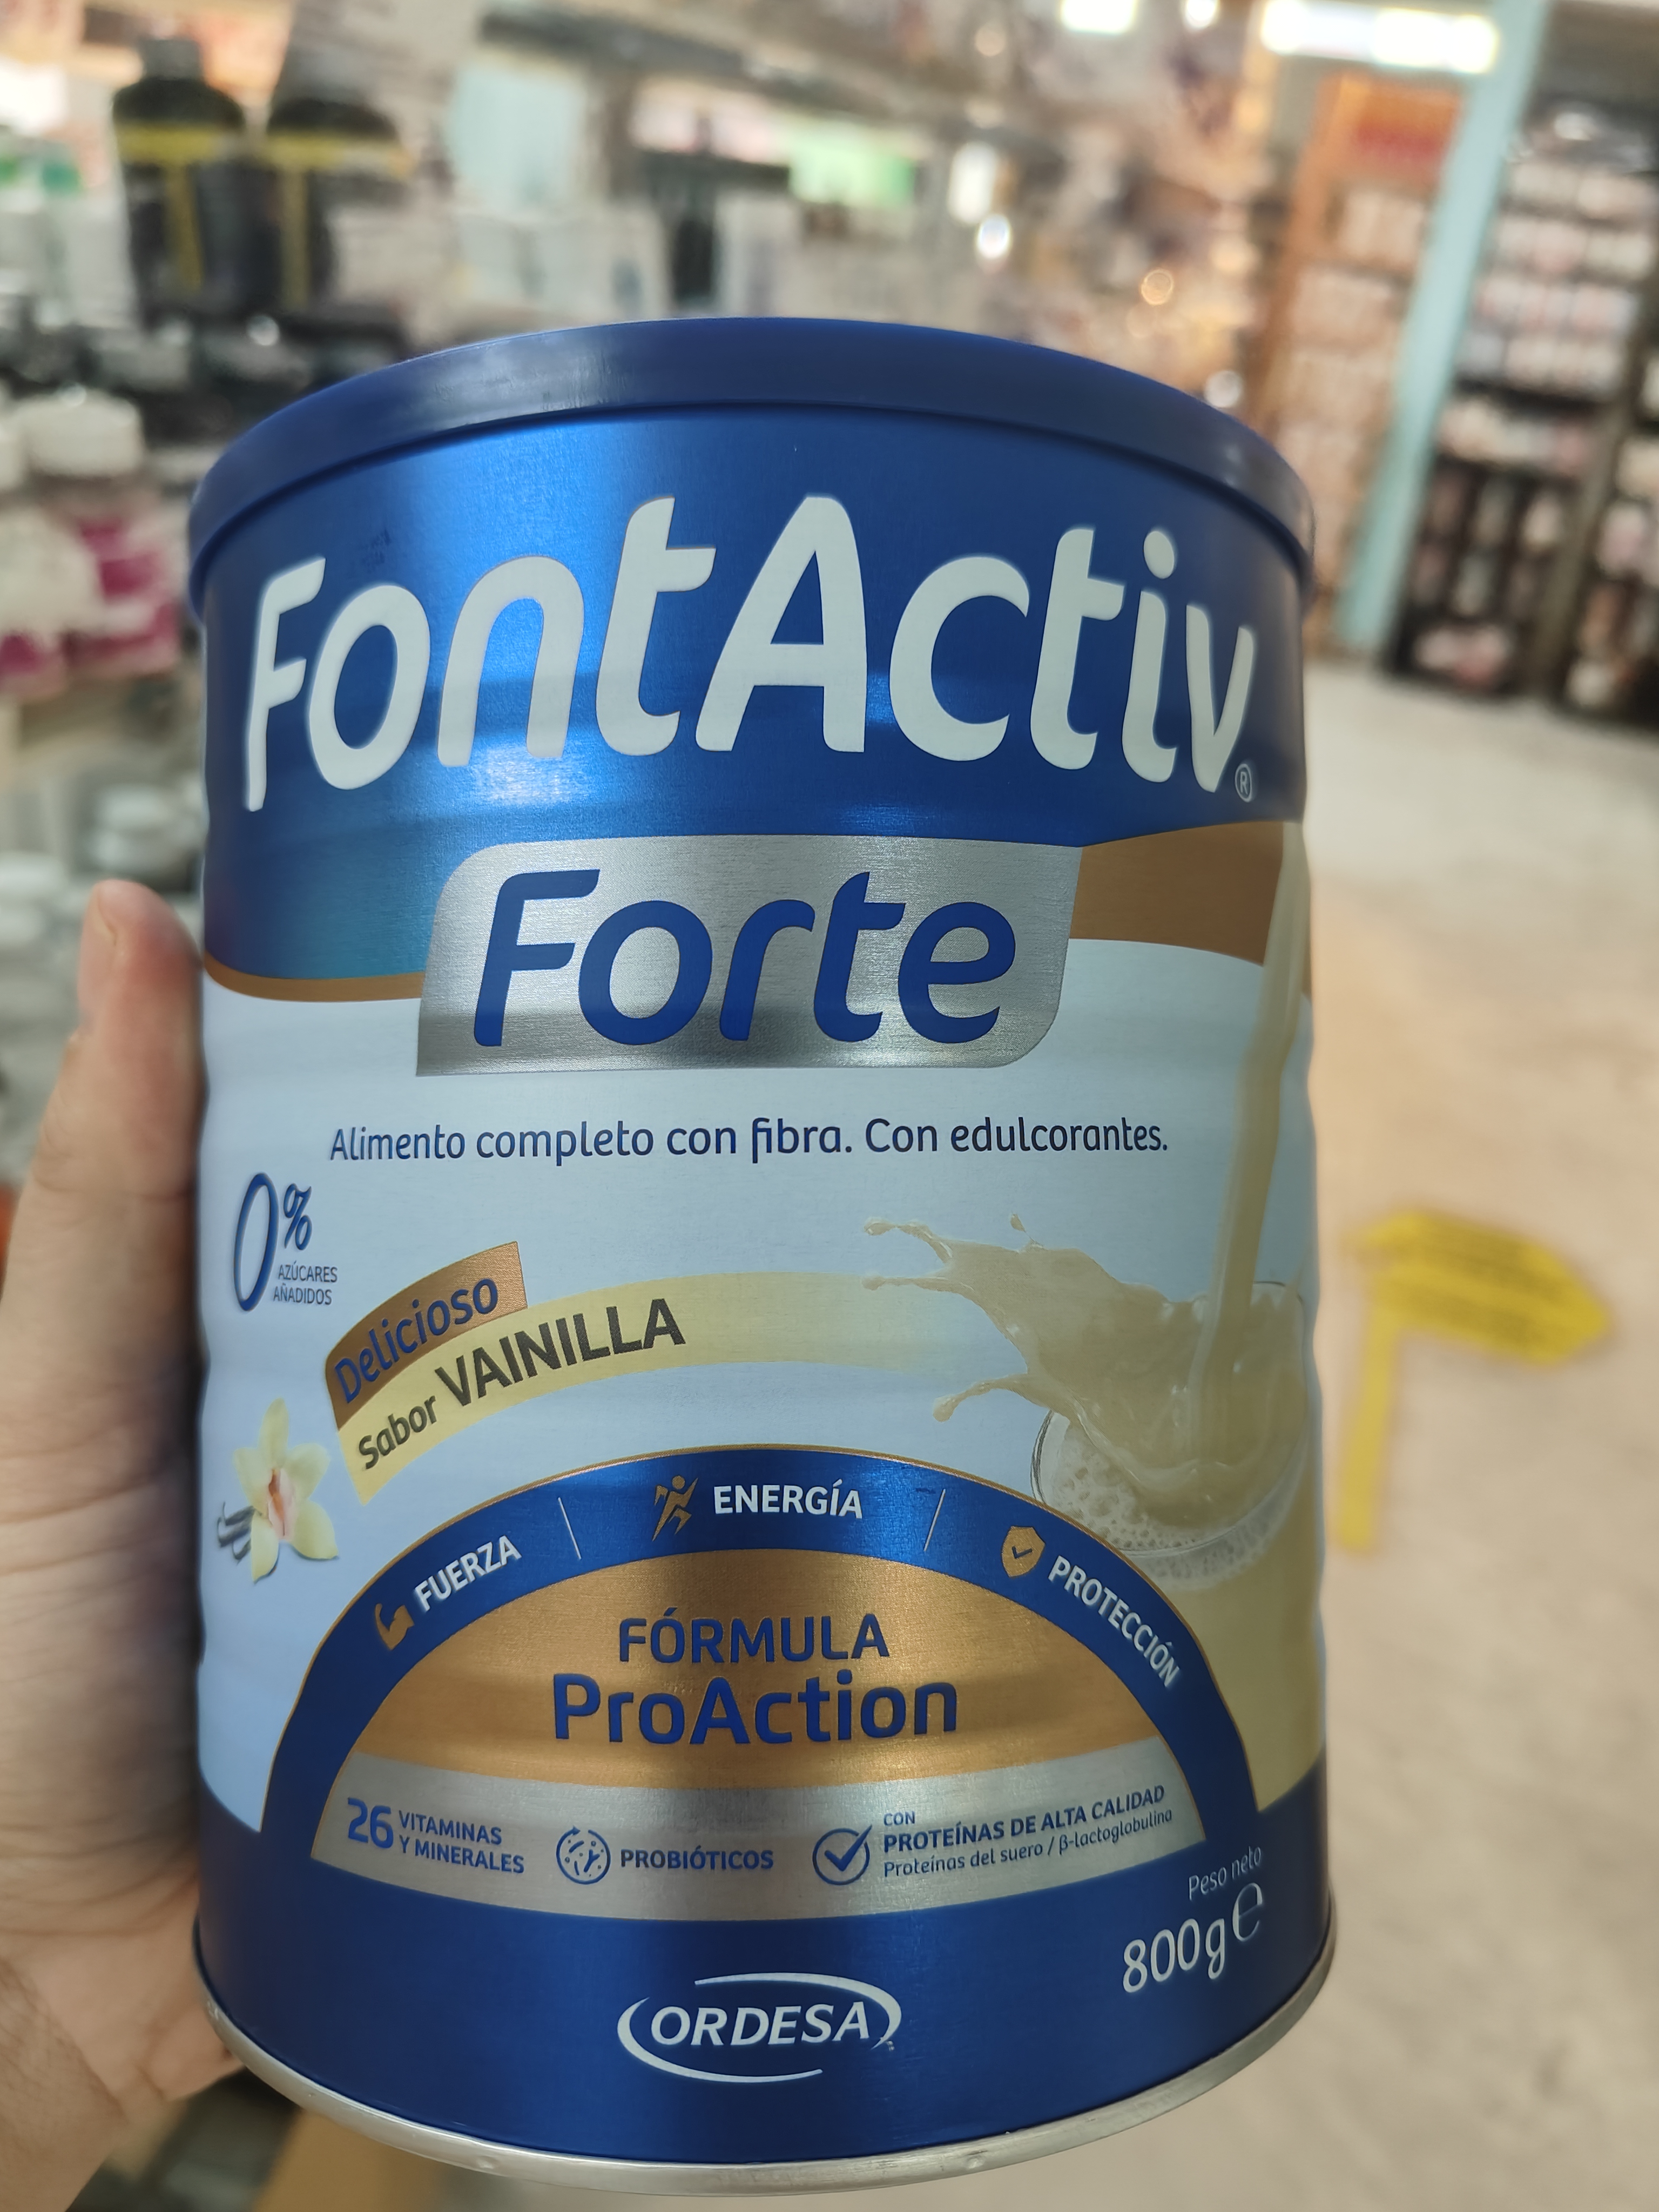 FontActiv®
Forte
Alimento completo con fibra. Con edulcorantes.
0%
AZÚCARES
AÑADIDOS
Delicioso
Sabor VAINILLA
FUERZA
ENERGÍA
PROTECCIÓN
FÓRMULA
ProAction
26 VITAMINAS
Y MINERALES
PROBIÓTICOS
CON
PROTEÍNAS DE ALTA CALIDAD
Proteínas del suero / β-lactoglobulina
Peso neto
800g℮
ORDESA